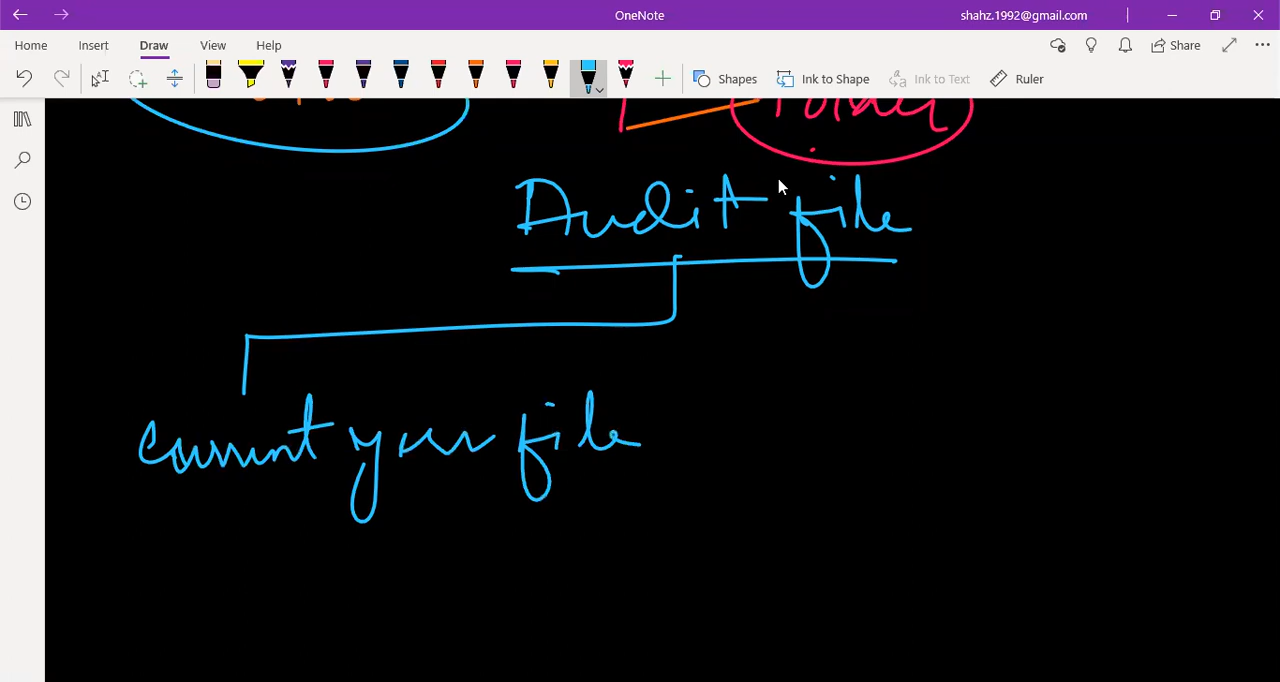 OneNote
shahz.1992@gmail.com
Home Insert Draw View Help
Share
Shapes Ink to Shape Ink to Text Ruler
Folder
Audit file
Current year file